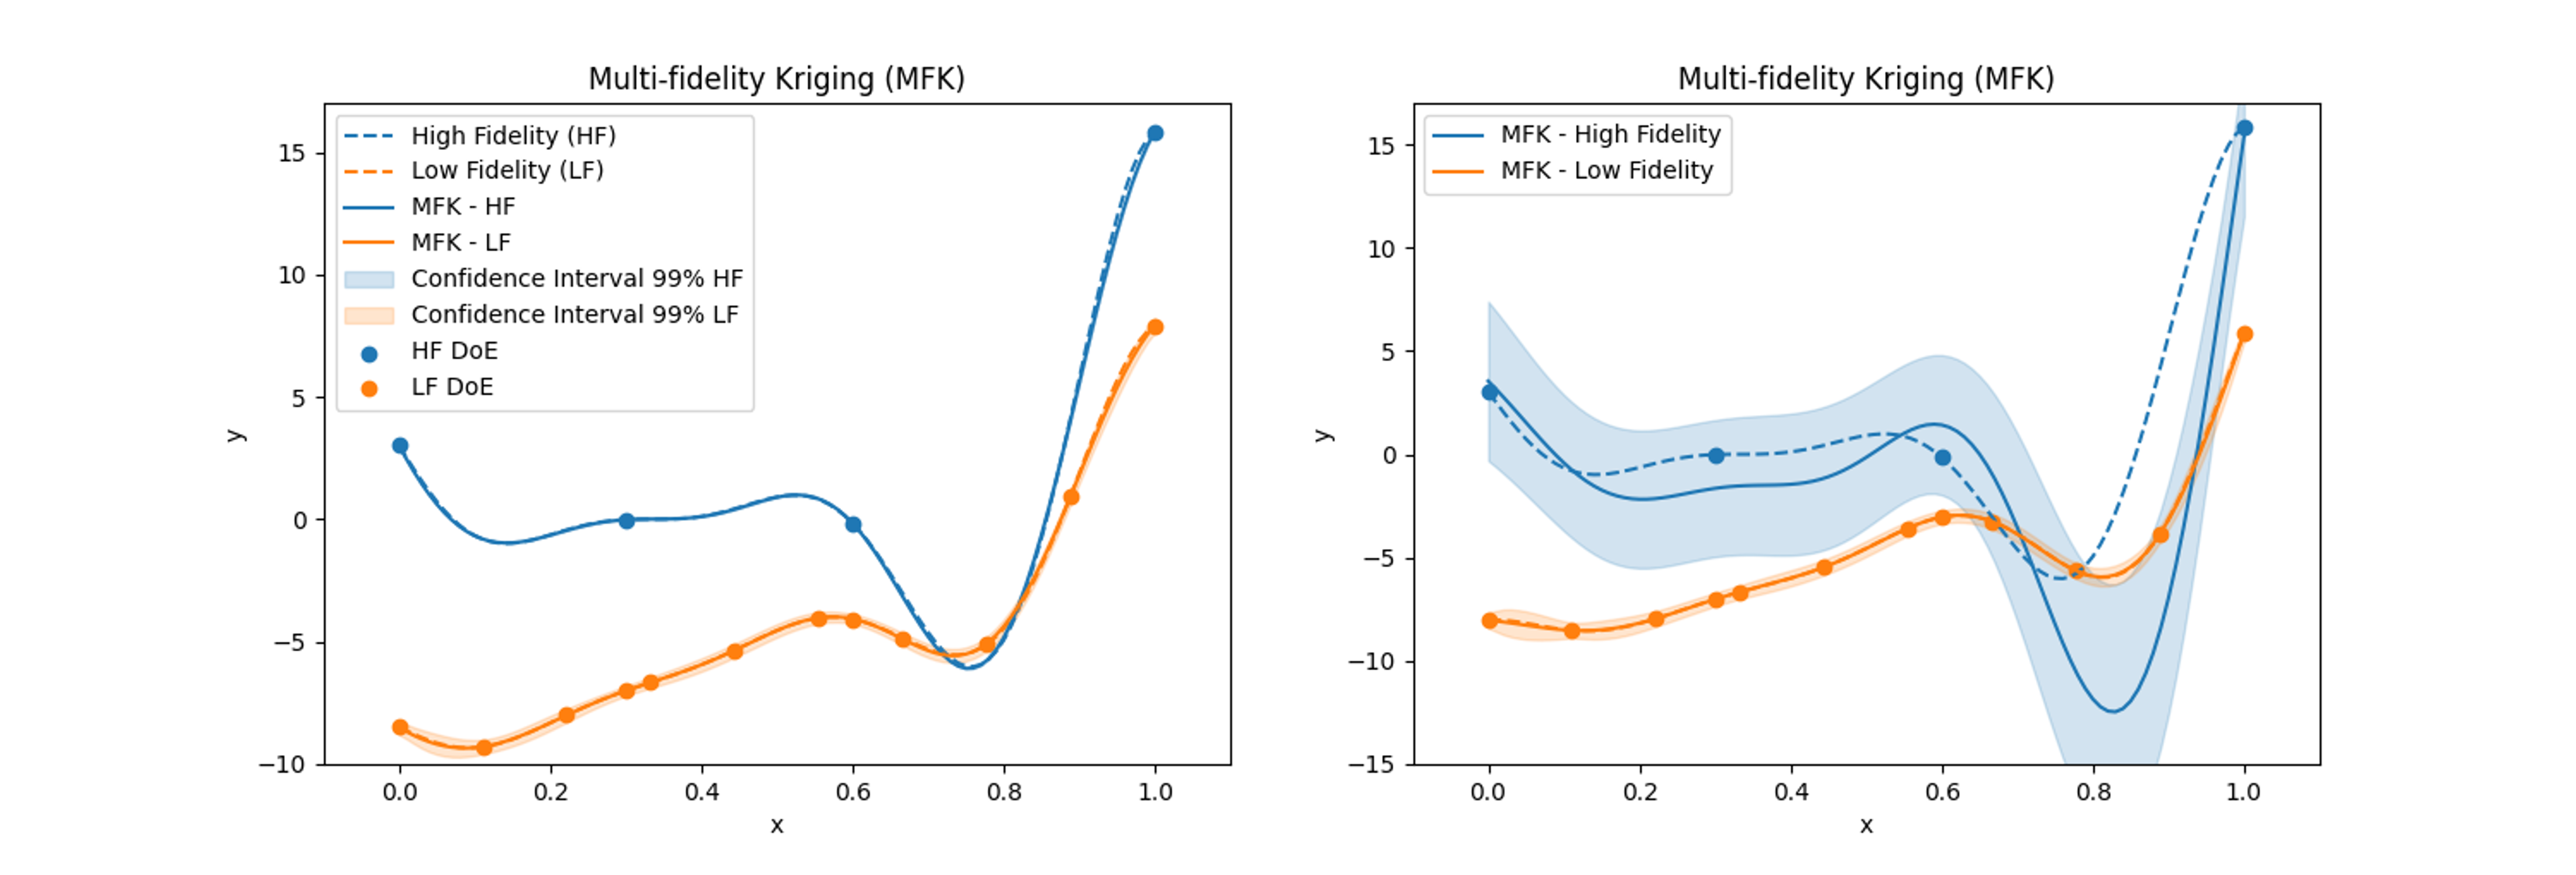 Multi-fidelity Kriging (MFK)
High Fidelity (HF)
Low Fidelity (LF)
MFK - HF
MFK - LF
Confidence Interval 99% HF
Confidence Interval 99% LF
HF DoE
LF DoE
15
10
5
0
−5
−10
y
0.0 0.2 0.4 0.6 0.8 1.0
x
Multi-fidelity Kriging (MFK)
MFK - High Fidelity
MFK - Low Fidelity
15
10
5
0
−5
−10
−15
y
0.0 0.2 0.4 0.6 0.8 1.0
x